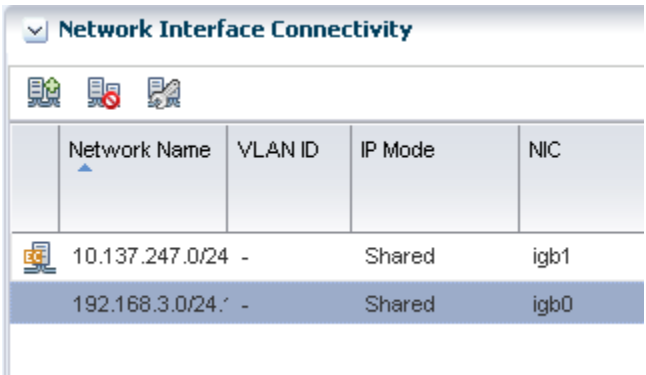 Network Interface Connectivity
Network Name VLAN ID IP Mode NIC
EC 10.137.247.0/24 - Shared igb1
192.168.3.0/24. - Shared igb0